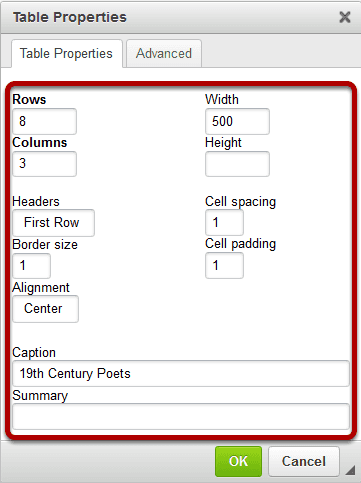 Table Properties
Table Properties Advanced
Rows Width
8 500
Columns Height
3
Headers Cell spacing
First Row 1
Border size Cell padding
1 1
Alignment
Center
Caption
19th Century Poets
Summary
OK Cancel